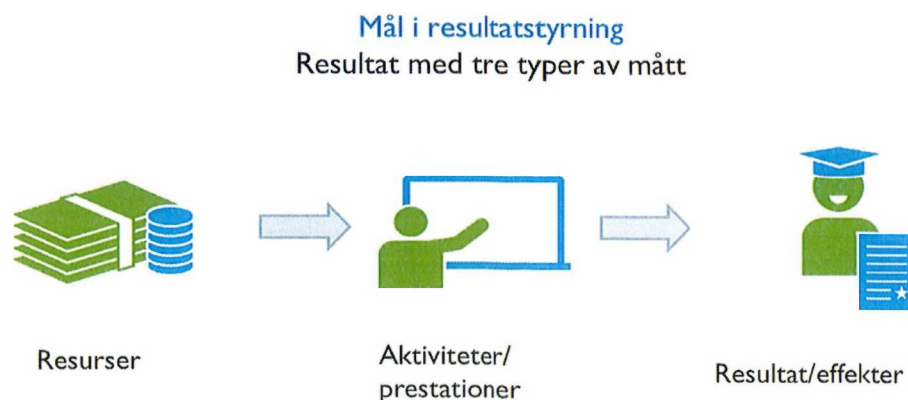 Mål i resultatstyrning
Resultat med tre typer av mått
Resurser
Aktiviteter/
prestationer
Resultat/effekter